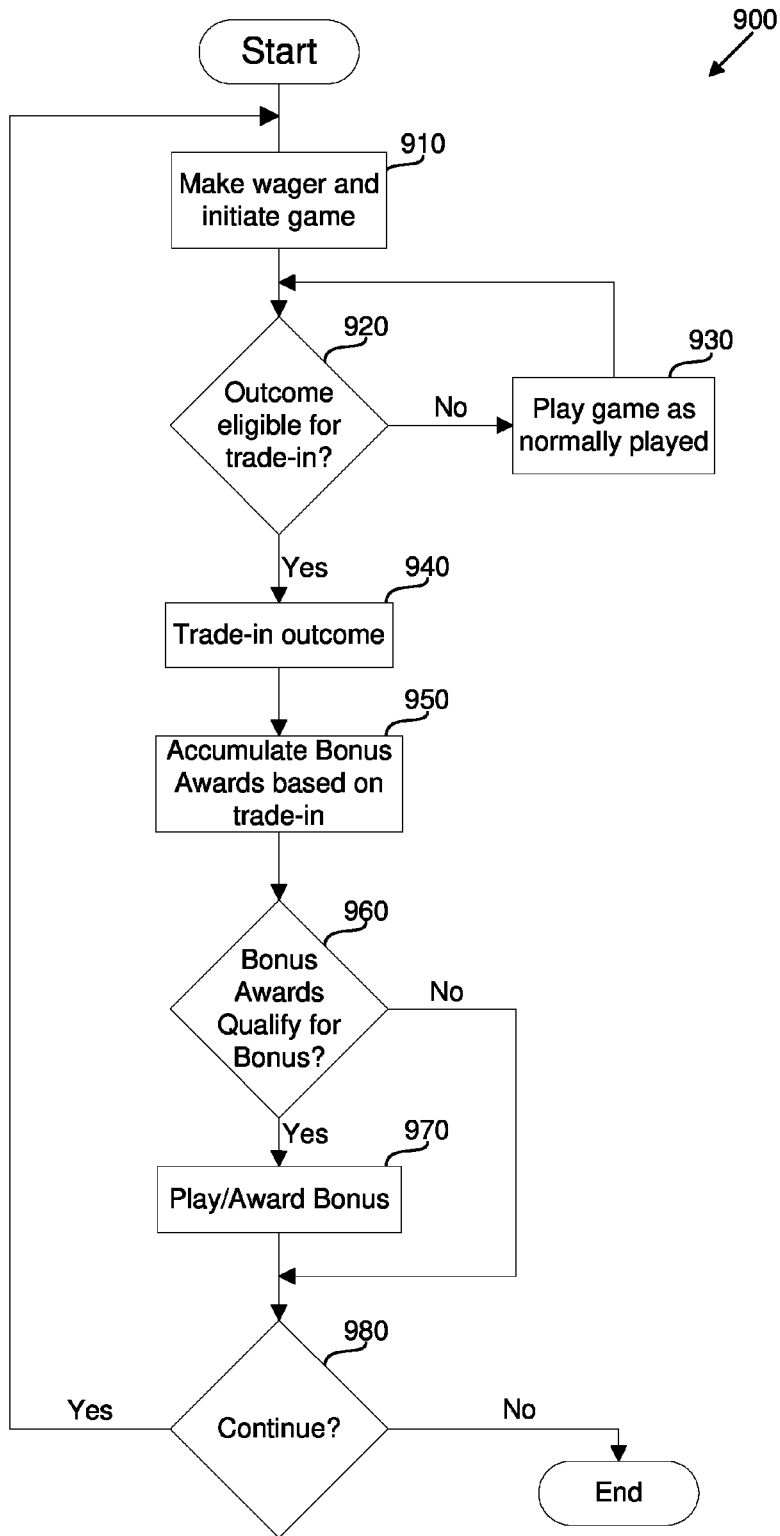 Start
900
910
Make wager and
initiate game
920
Outcome
eligible for
trade-in?
No
930
Play game as
normally played
Yes
940
Trade-in outcome
950
Accumulate Bonus
Awards based on
trade-in
960
Bonus
Awards
Qualify for
Bonus?
No
Yes
970
Play/Award Bonus
980
Continue?
Yes
No
End